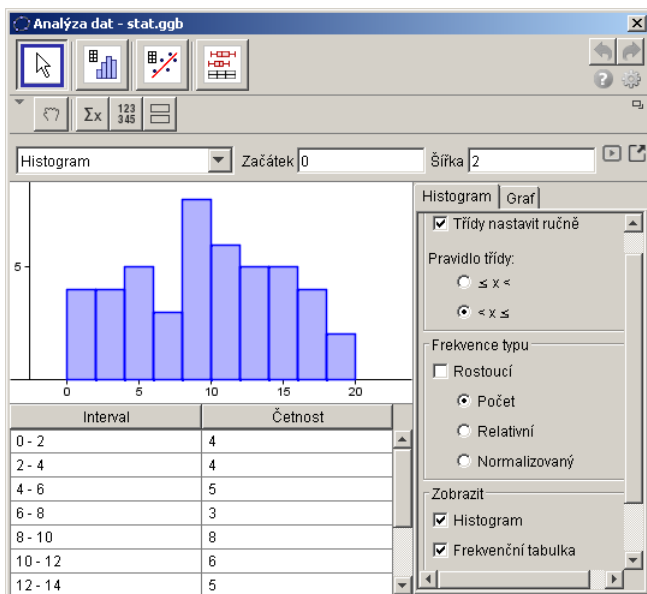 Analýza dat - stat.ggb
Σx 123 345
Histogram Začátek 0 Šířka 2
Histogram Graf
Třídy nastavit ručně
Pravidlo třídy:
≤ x <
< x ≤
Frekvence typu
Rostoucí
Počet
Relativní
Normalizovaný
Zobrazit
Histogram
Frekvenční tabulka
5
0 5 10 15 20
Interval Četnost
0 - 2 4
2 - 4 4
4 - 6 5
6 - 8 3
8 - 10 8
10 - 12 6
12 - 14 5